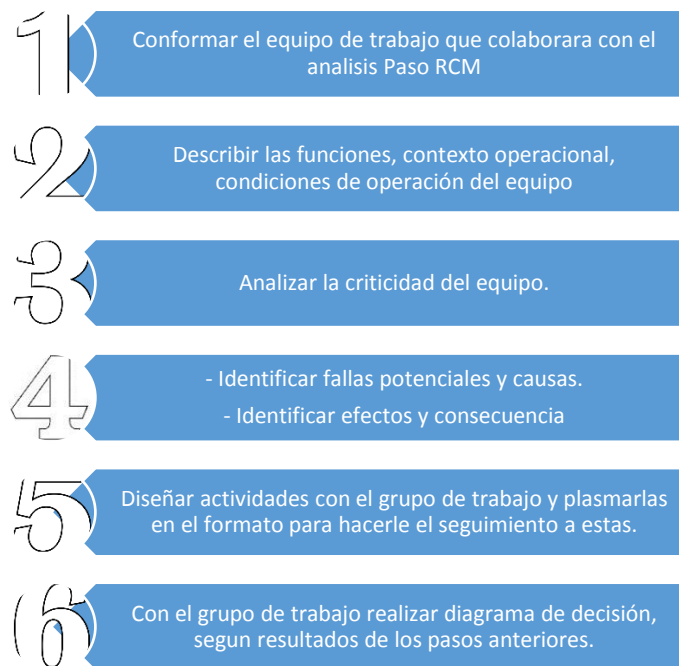 1
Conformar el equipo de trabajo que colaborara con el
analisis Paso RCM
2
Describir las funciones, contexto operacional,
condiciones de operación del equipo
3
Analizar la criticidad del equipo.
4
- Identificar fallas potenciales y causas.
- Identificar efectos y consecuencia
5
Diseñar actividades con el grupo de trabajo y plasmarlas
en el formato para hacerle el seguimiento a estas.
6
Con el grupo de trabajo realizar diagrama de decisión,
segun resultados de los pasos anteriores.